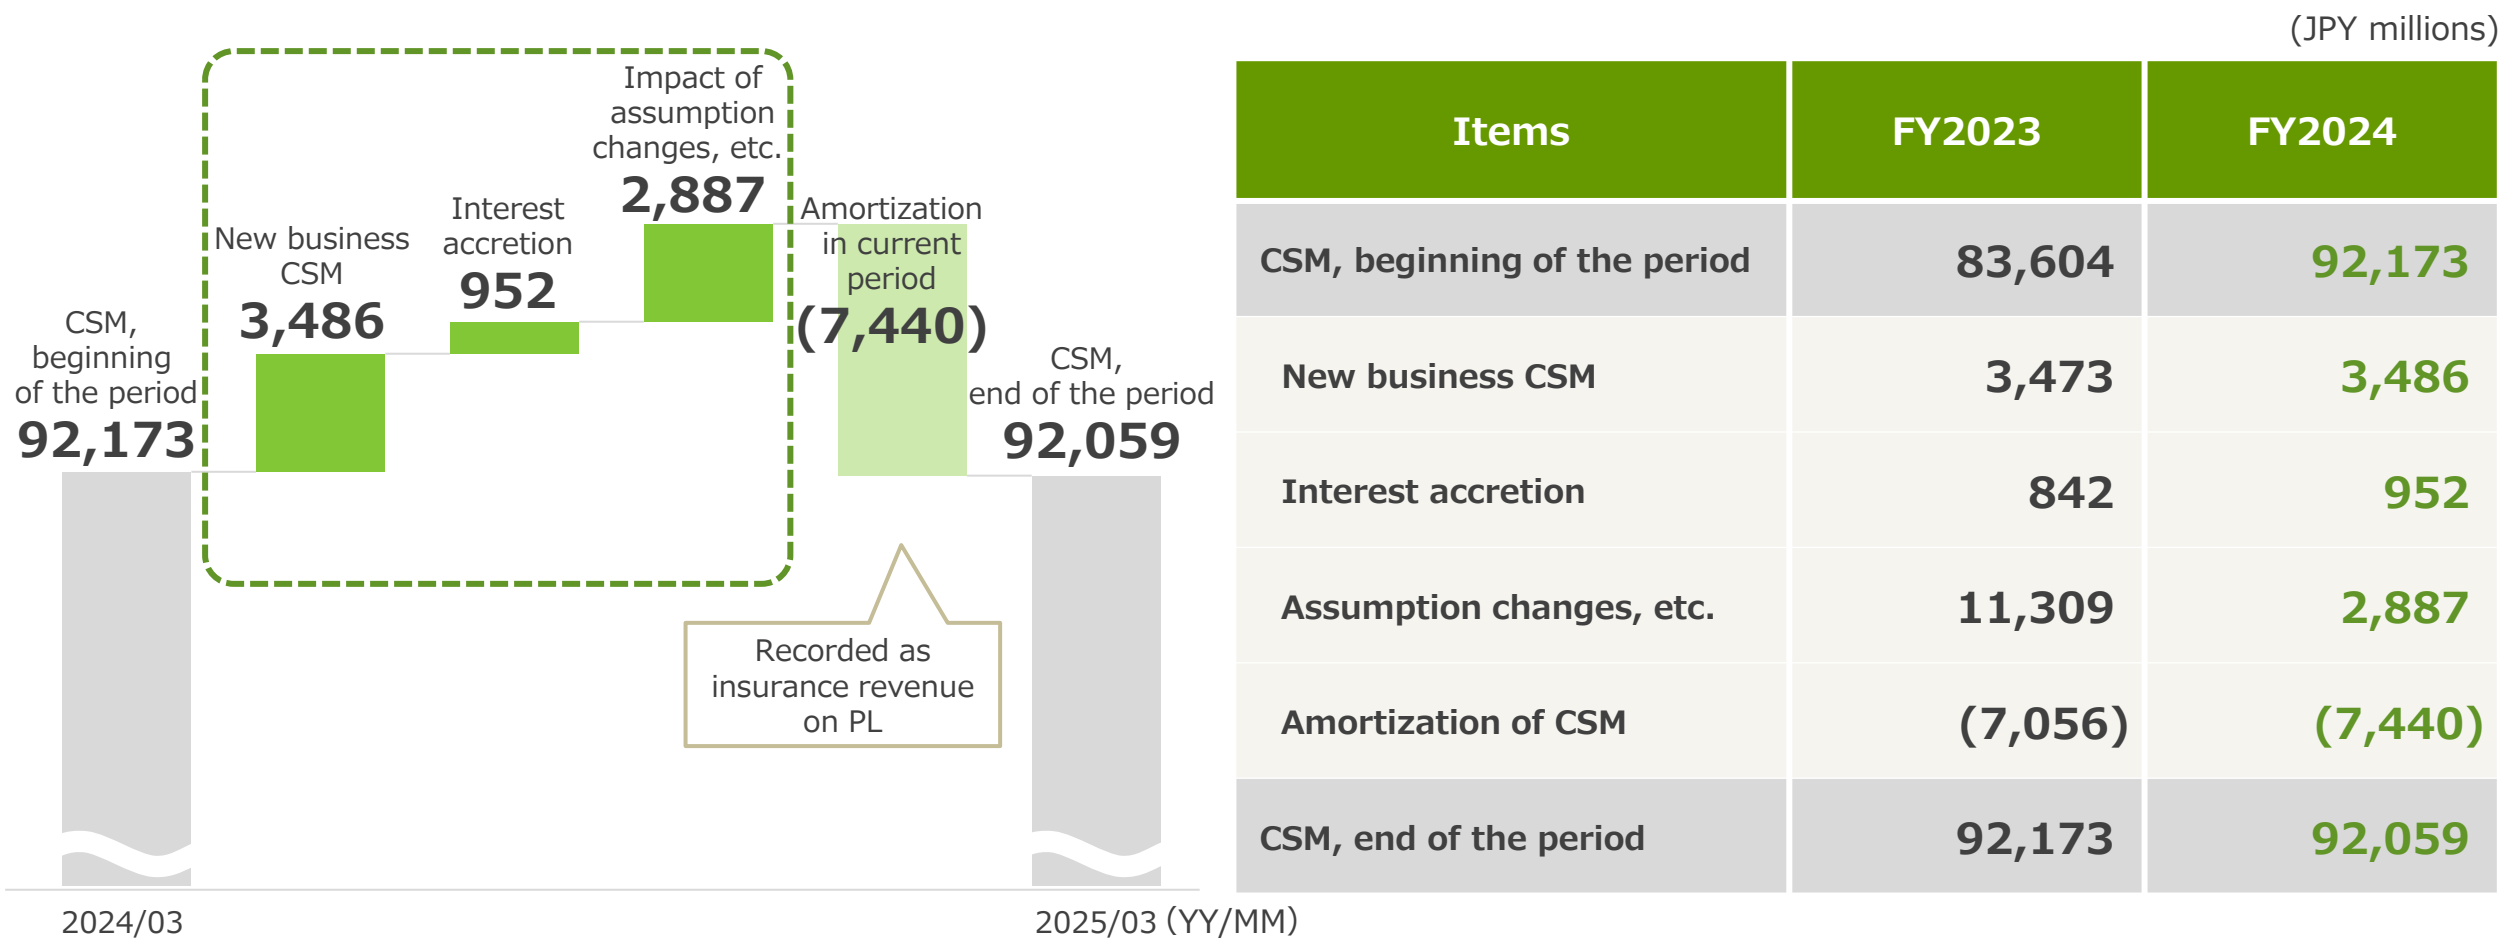 (JPY millions)
Impact of
assumption
changes, etc.
2,887
Interest
accretion
952
New business
CSM
3,486
CSM,
beginning
of the period
92,173
Amortization
in current
period
(7,440)
CSM,
end of the period
92,059
Recorded as
insurance revenue
on PL
2024/03
2025/03 (YY/MM)
Items FY2023 FY2024
CSM, beginning of the period 83,604 92,173
New business CSM 3,473 3,486
Interest accretion 842 952
Assumption changes, etc. 11,309 2,887
Amortization of CSM (7,056) (7,440)
CSM, end of the period 92,173 92,059